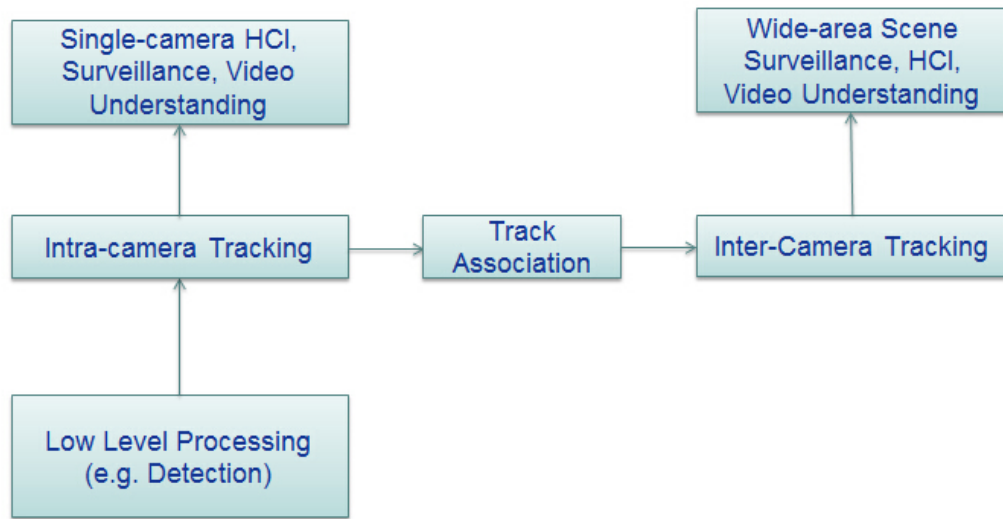 Single-camera HCI,
Surveillance, Video
Understanding
Wide-area Scene
Surveillance, HCI,
Video Understanding
Intra-camera Tracking
Track
Association
Inter-Camera Tracking
Low Level Processing
(e.g. Detection)